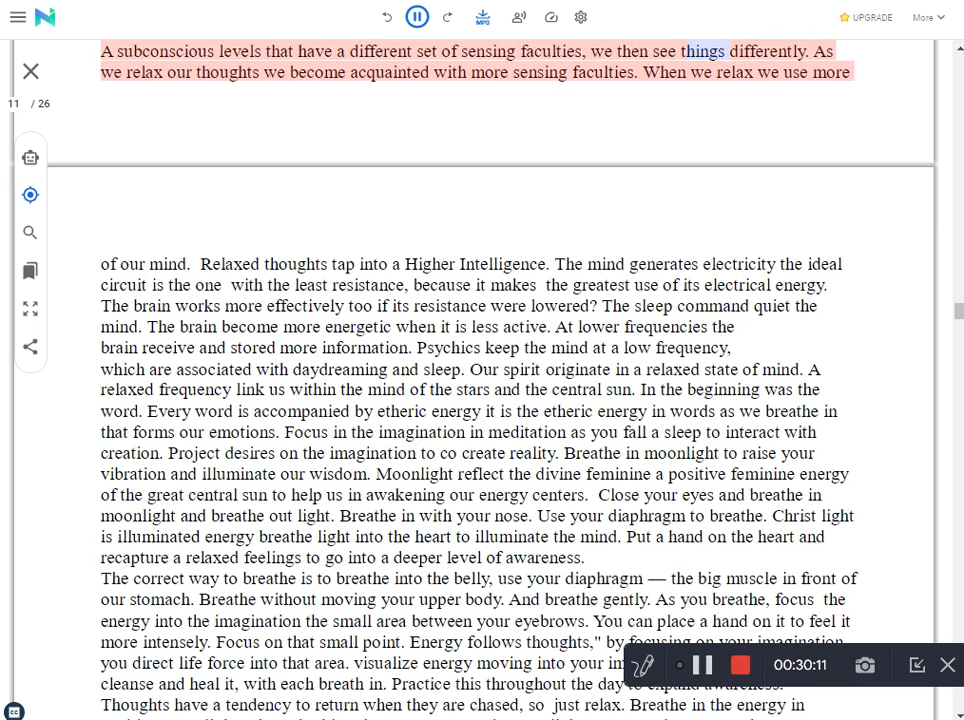 UPGRADE
More
MP3
11 / 26
A subconscious levels that have a different set of sensing faculties, we then see things differently. As
we relax our thoughts we become acquainted with more sensing faculties. When we relax we use more
of our mind.  Relaxed thoughts tap into a Higher Intelligence. The mind generates electricity the ideal
circuit is the one  with the least resistance, because it makes  the greatest use of its electrical energy.
The brain works more effectively too if its resistance were lowered? The sleep command quiet the
mind. The brain become more energetic when it is less active. At lower frequencies the
brain receive and stored more information. Psychics keep the mind at a low frequency,
which are associated with daydreaming and sleep. Our spirit originate in a relaxed state of mind. A
relaxed frequency link us within the mind of the stars and the central sun. In the beginning was the
word. Every word is accompanied by etheric energy it is the etheric energy in words as we breathe in
that forms our emotions. Focus in the imagination in meditation as you fall a sleep to interact with
creation. Project desires on the imagination to co create reality. Breathe in moonlight to raise your
vibration and illuminate our wisdom. Moonlight reflect the divine feminine a positive feminine energy
of the great central sun to help us in awakening our energy centers.  Close your eyes and breathe in
moonlight and breathe out light. Breathe in with your nose. Use your diaphragm to breathe. Christ light
is illuminated energy breathe light into the heart to illuminate the mind. Put a hand on the heart and
recapture a relaxed feelings to go into a deeper level of awareness.
The correct way to breathe is to breathe into the belly, use your diaphragm — the big muscle in front of
our stomach. Breathe without moving your upper body. And breathe gently. As you breathe, focus  the
energy into the imagination the small area between your eyebrows. You can place a hand on it to feel it
more intensely. Focus on that small point. Energy follows thoughts," by focusing on your imagination
you direct life force into that area. visualize energy moving into your im
cleanse and heal it, with each breath in. Practice this throughout the day to expand awareness.
Thoughts have a tendency to return when they are chased, so  just relax. Breathe in the energy in
00:30:11
CC